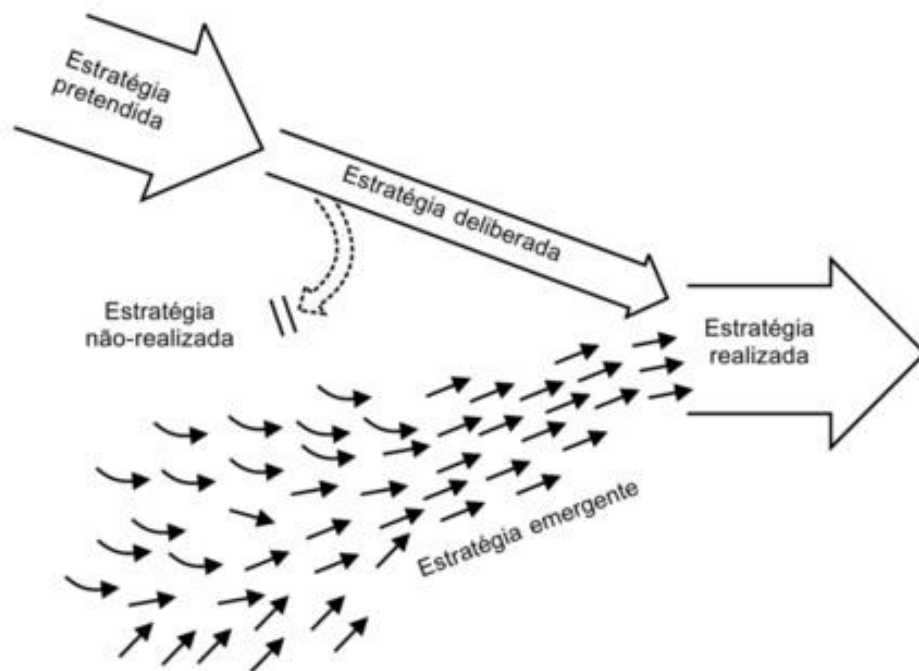 Estratégia
pretendida
Estratégia deliberada
Estratégia
não-realizada
Estratégia
realizada
Estratégia emergente